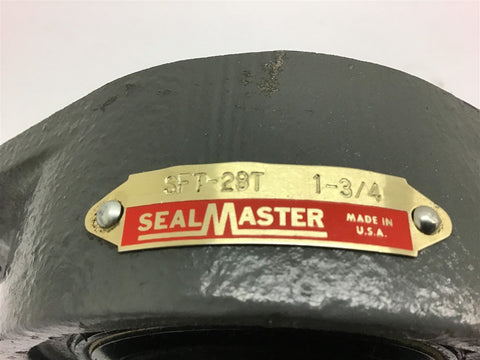 SFT-28T 1-3/4
SEALMASTER MADE IN
U.S.A.